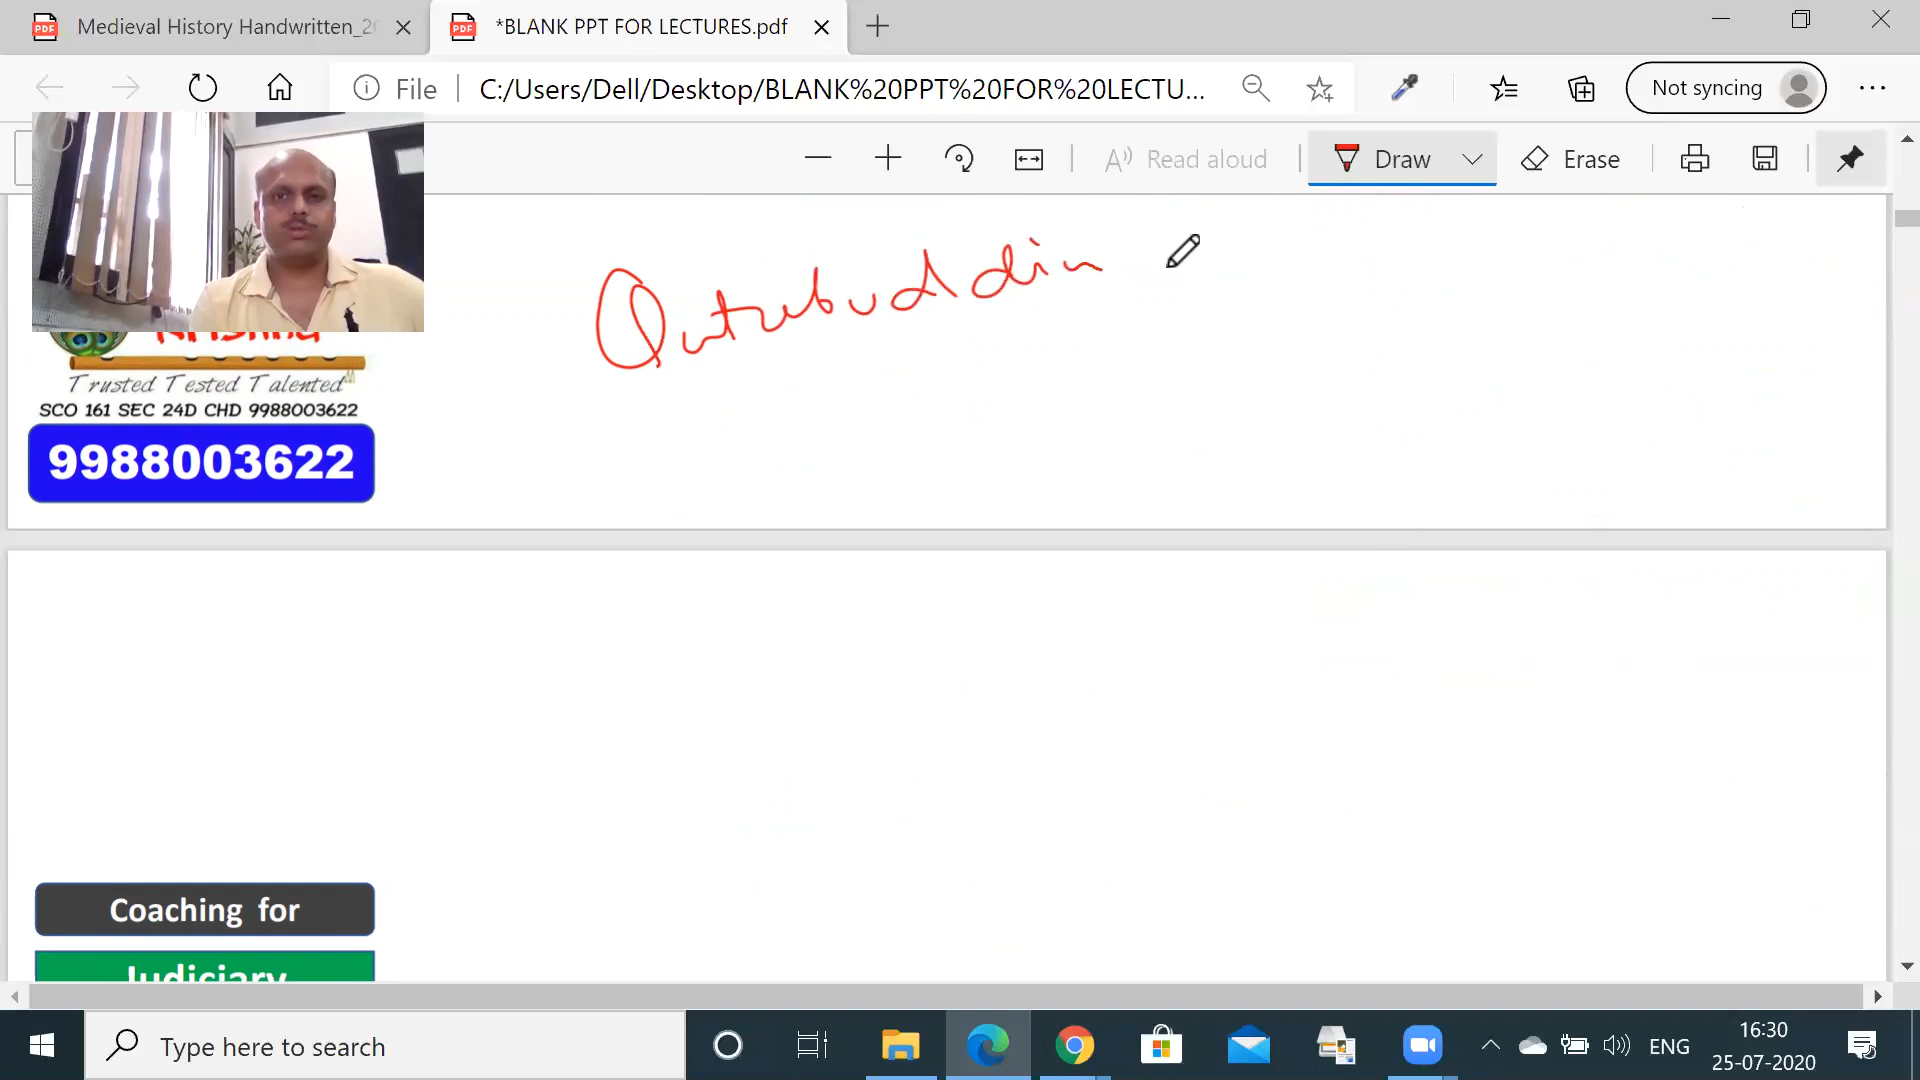 Medieval History Handwritten_2
*BLANK PPT FOR LECTURES.pdf
File
C:/Users/Dell/Desktop/BLANK%20PPT%20FOR%20LECTU...
Not syncing
Read aloud
Draw
Erase
Qutubuddin
Trusted Tested Talented
SCO 161 SEC 24D CHD 9988003622
9988003622
Coaching for
Judiciary
Type here to search
ENG
16:30
25-07-2020